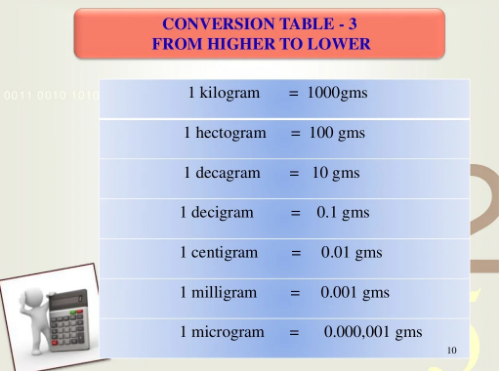 CONVERSION TABLE - 3
FROM HIGHER TO LOWER
0011 0010 1010
1 kilogram = 1000gms
1 hectogram = 100 gms
1 decagram = 10 gms
1 decigram = 0.1 gms
1 centigram = 0.01 gms
1 milligram = 0.001 gms
1 microgram = 0.000,001 gms
10